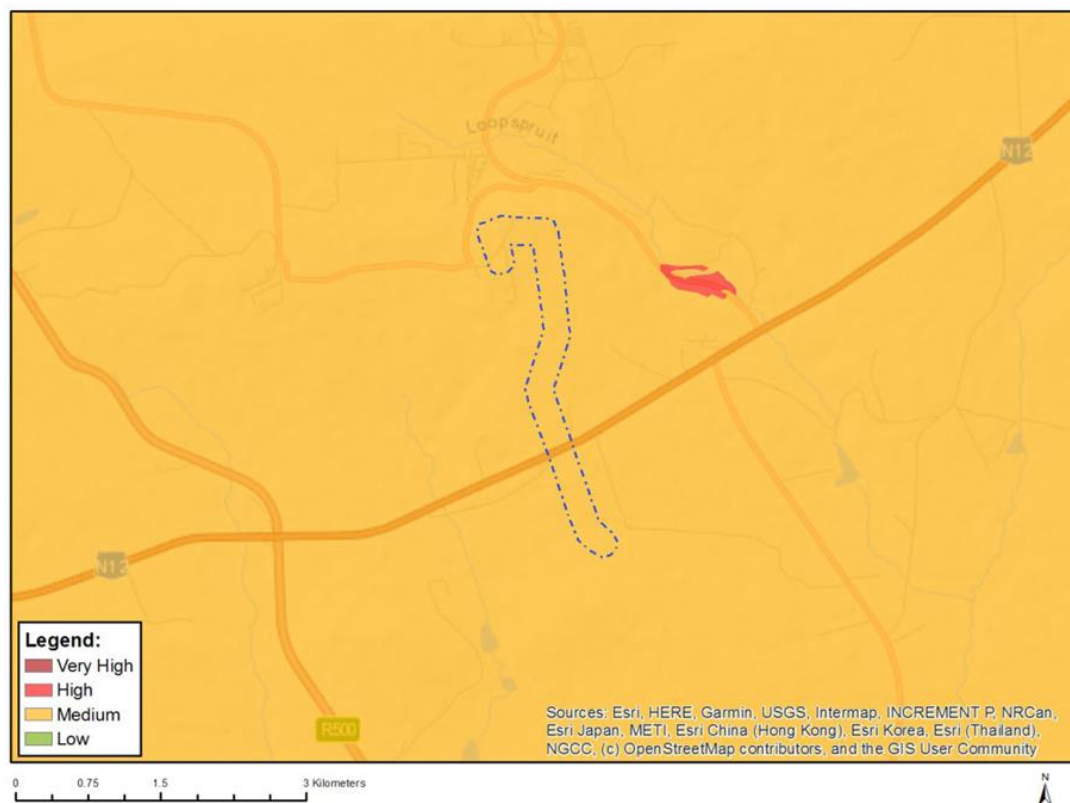 Loopspruit
N12
N12
R500
Legend:
Very High
High
Medium
Low
Sources: Esri, HERE, Garmin, USGS, Intermap, INCREMENT P, NRCan,
Esri Japan, METI, Esri China (Hong Kong), Esri Korea, Esri (Thailand),
NGCC, (c) OpenStreetMap contributors, and the GIS User Community
0 0.75 1.5 3 Kilometers
N